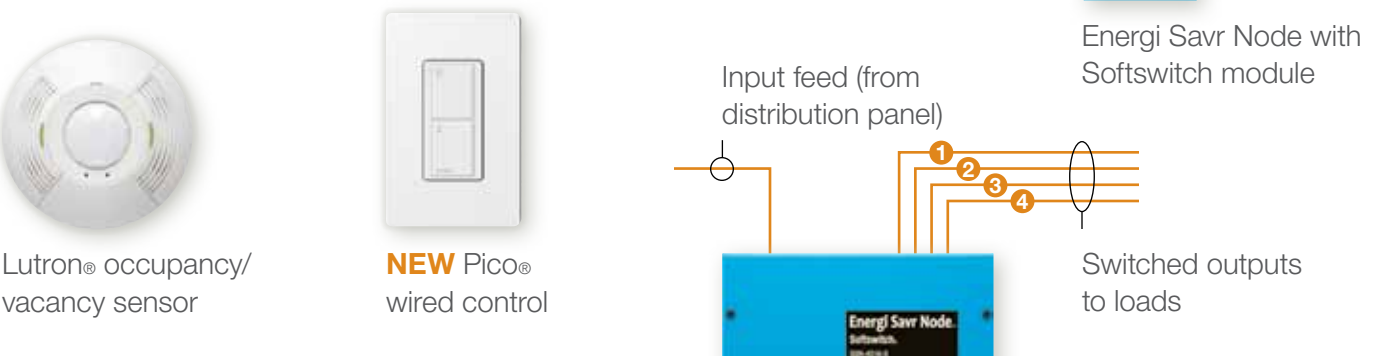 Energi Savr Node with
Softswitch module
Input feed (from
distribution panel)
1
2
3
4
Lutron® occupancy/
vacancy sensor
NEW Pico®
wired control
Switched outputs
to loads
Energi Savr Node.
Softswitch.